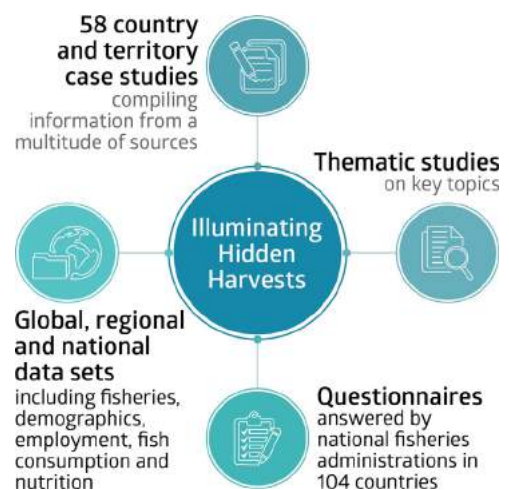 58 country
and territory
case studies
compiling
information from a
multitude of sources
Thematic studies
on key topics
Illuminating
Hidden
Harvests
Global, regional
and national
data sets
including fisheries,
demographics,
employment, fish
consumption and
nutrition
Questionnaires
answered by
national fisheries
administrations in
104 countries